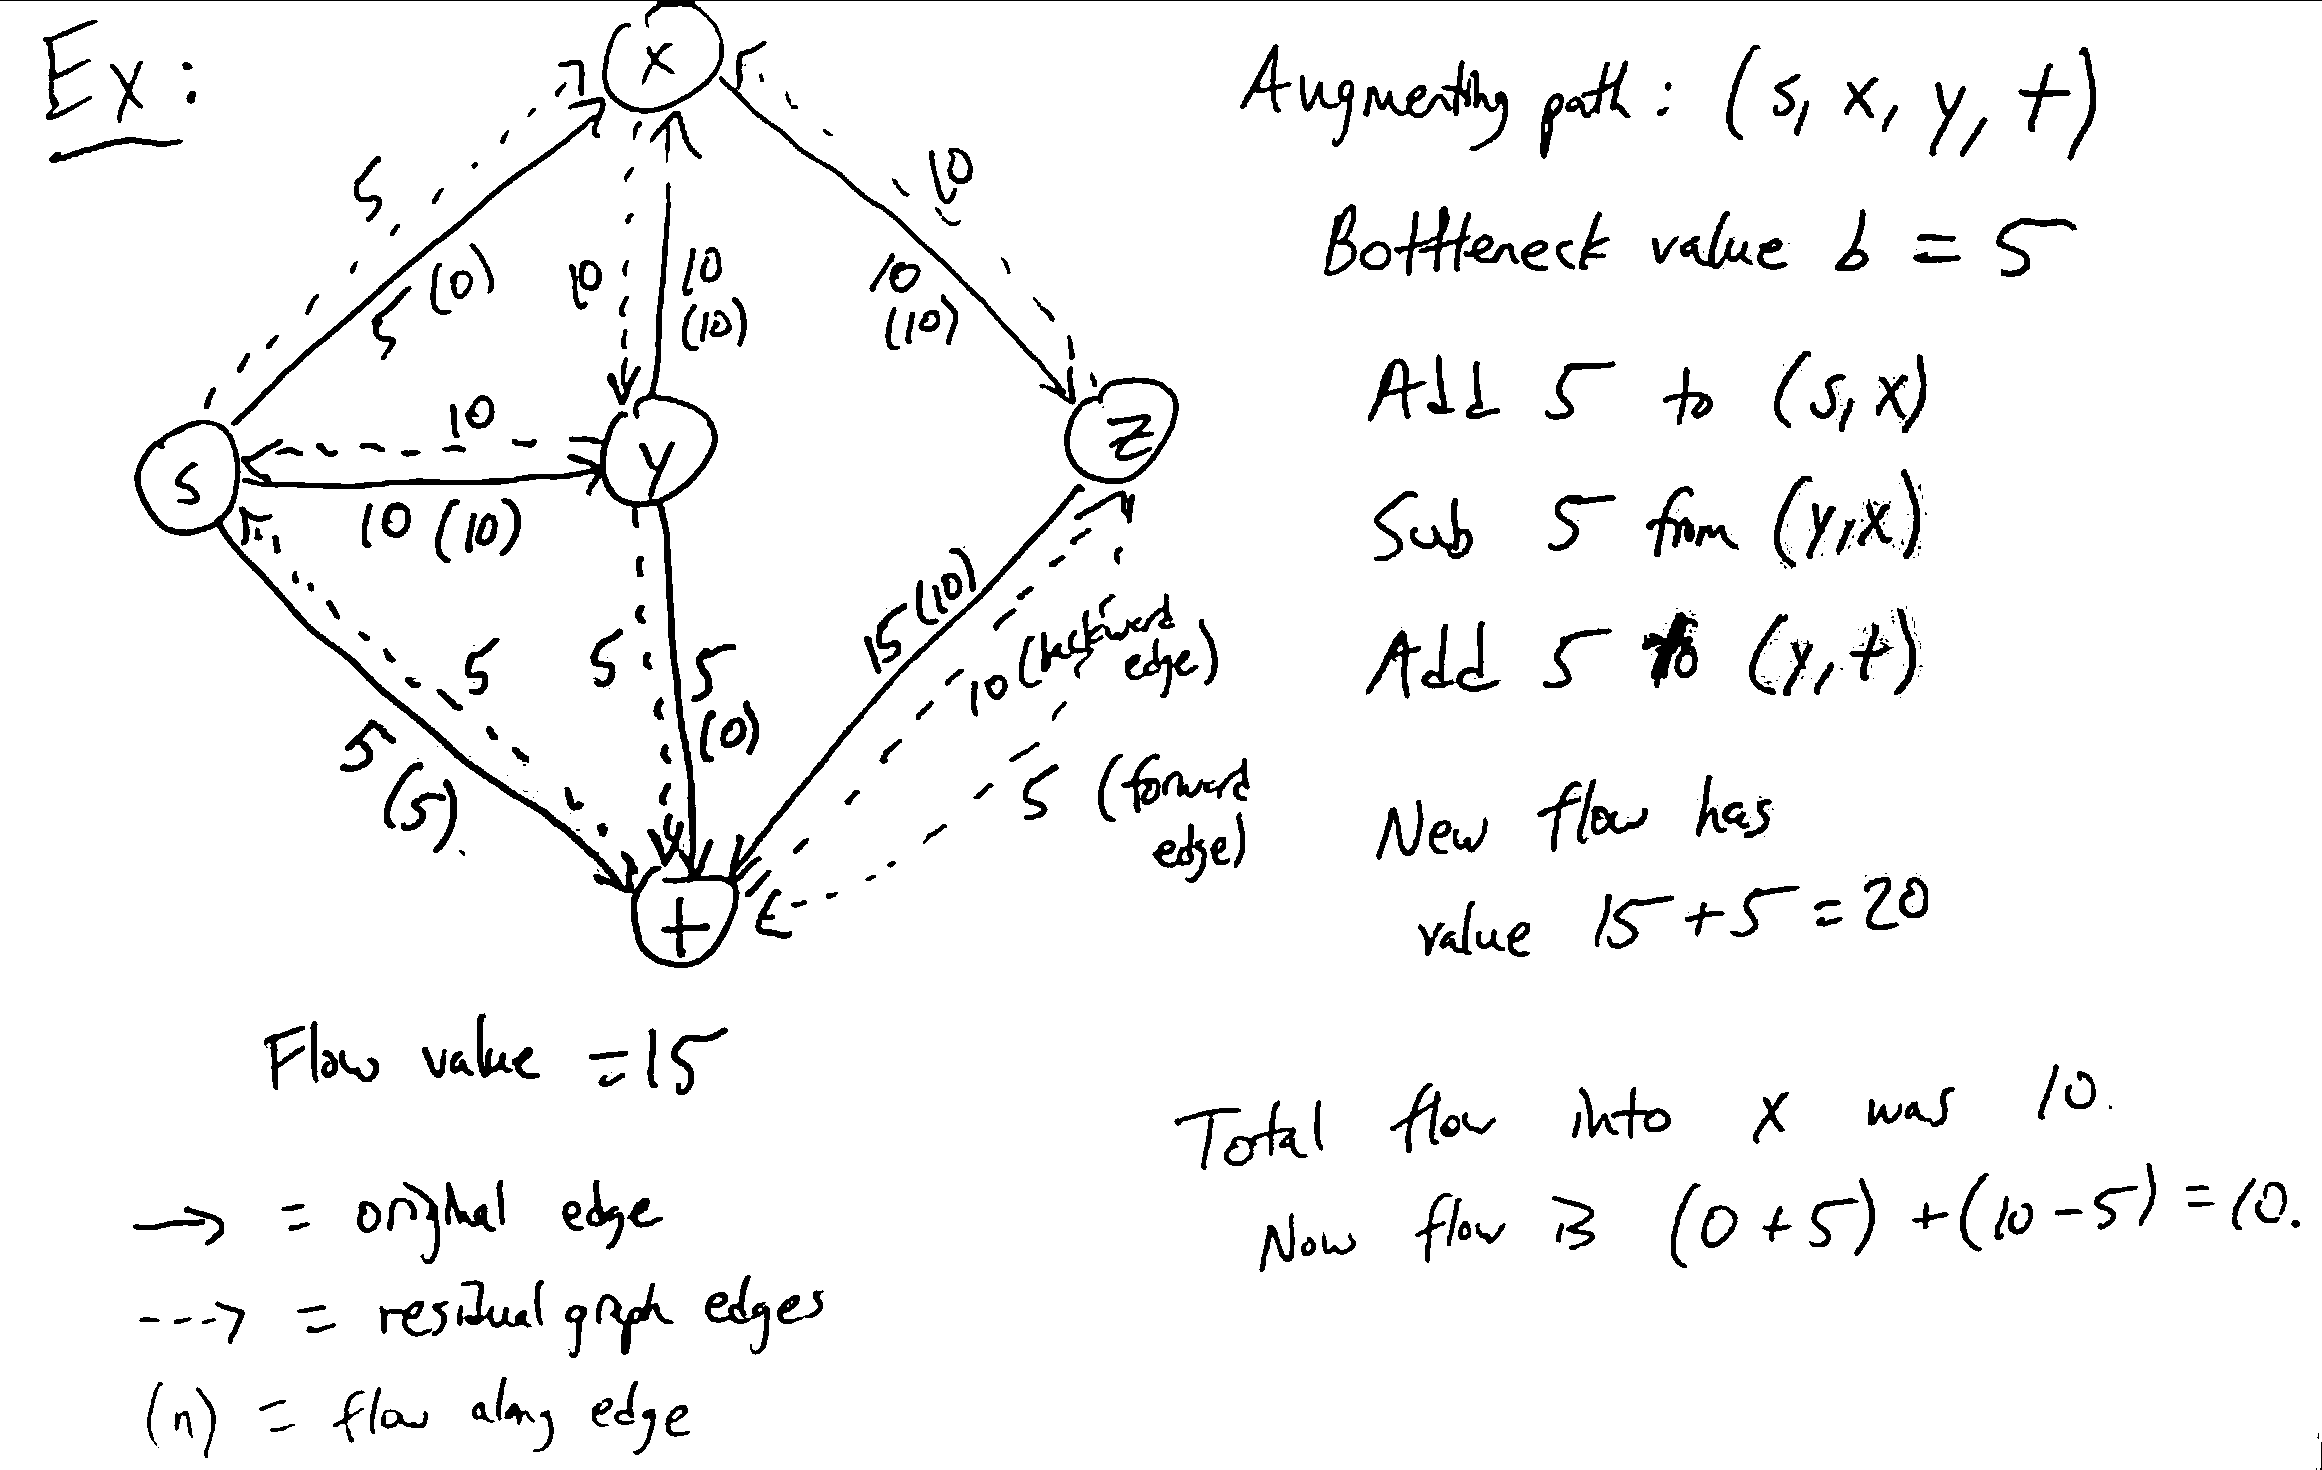 Ex:
x
5
5 (0)
10
10
(10)
10
10
(10)
s
10
10 (10)
y
z
5
5 (5)
5
5
(0)
15 (10)
10 (backward
edge)
5 (forward
edge)
t
Flow value = 15
→ = original edge
---> = residual graph edges
(n) = flow along edge
Augmenting path: (s, x, y, t)
Bottleneck value b = 5
Add 5 to (s, x)
Sub 5 from (y, x)
Add 5 to (y, t)
New flow has
value 15 + 5 = 20
Total flow into x was 10.
Now flow is (0 + 5) + (10 - 5) = 10.